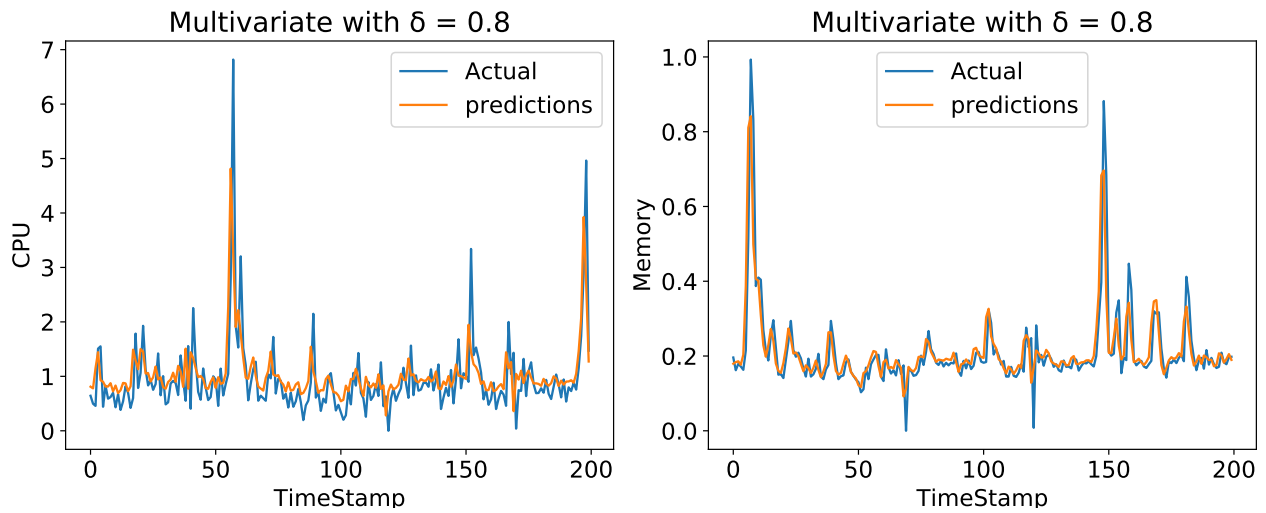 Multivariate with δ = 0.8
7
6
5
4
3
2
1
0
CPU
Actual
predictions
0
50
100
150
200
TimeStamp
Multivariate with δ = 0.8
1.0
0.8
0.6
0.4
0.2
0.0
Memory
Actual
predictions
0
50
100
150
200
TimeStamp